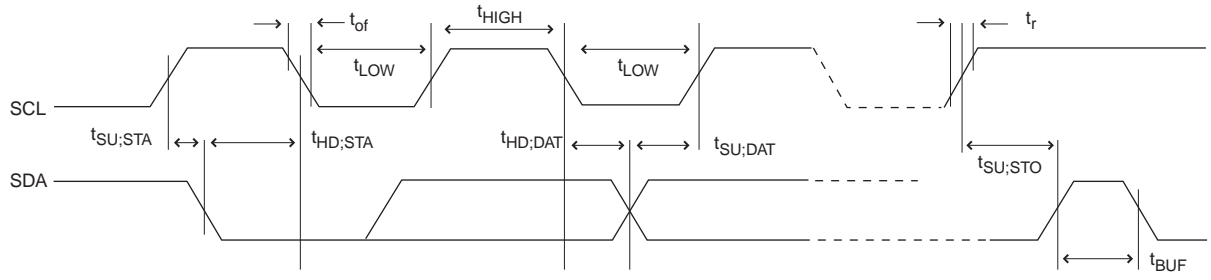 t_of
t_HIGH
t_r
t_LOW
t_LOW
SCL
t_SU;STA
t_HD;STA
t_HD;DAT
t_SU;DAT
t_SU;STO
SDA
t_BUF